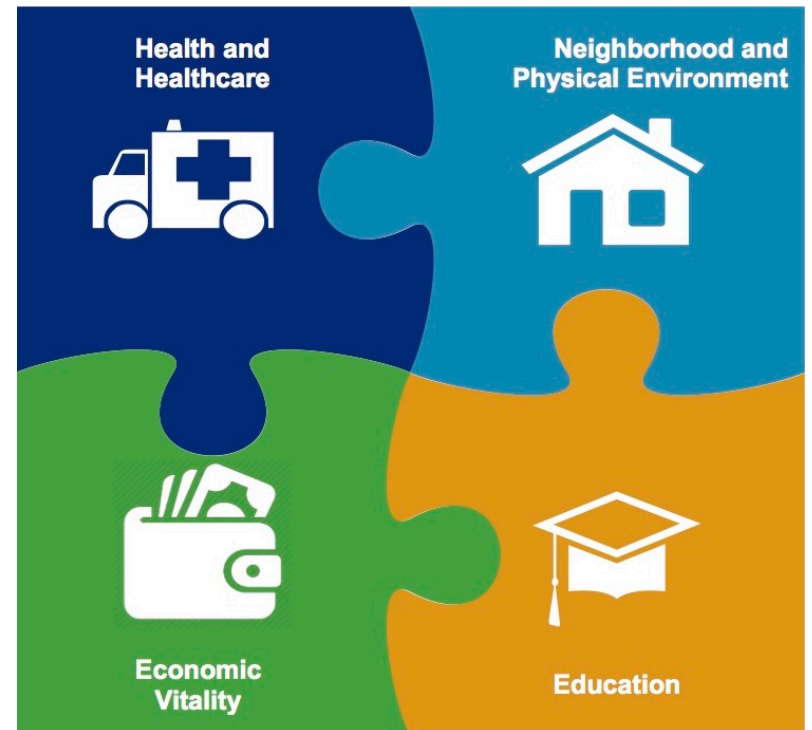 Health and
Healthcare
Neighborhood and
Physical Environment
Economic
Vitality
Education